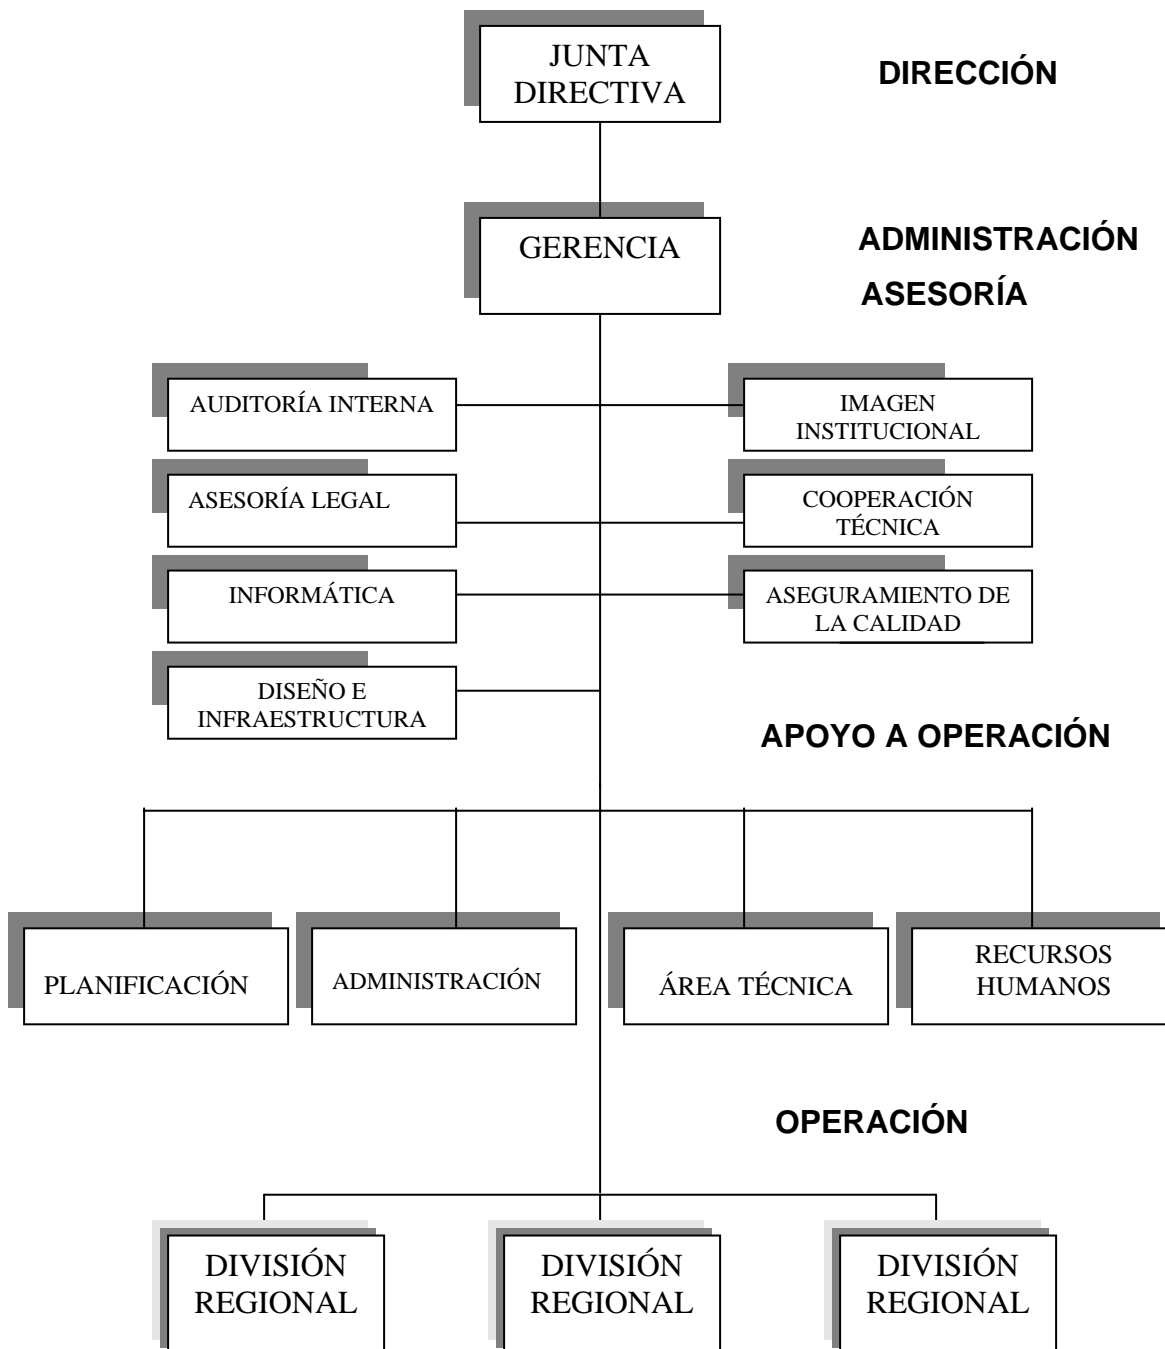 JUNTA
DIRECTIVA
DIRECCIÓN
GERENCIA
ADMINISTRACIÓN
ASESORÍA
AUDITORÍA INTERNA
IMAGEN
INSTITUCIONAL
ASESORÍA LEGAL
COOPERACIÓN
TÉCNICA
INFORMÁTICA
ASEGURAMIENTO DE
LA CALIDAD
DISEÑO E
INFRAESTRUCTURA
APOYO A OPERACIÓN
PLANIFICACIÓN
ADMINISTRACIÓN
ÁREA TÉCNICA
RECURSOS
HUMANOS
OPERACIÓN
DIVISIÓN
REGIONAL
DIVISIÓN
REGIONAL
DIVISIÓN
REGIONAL